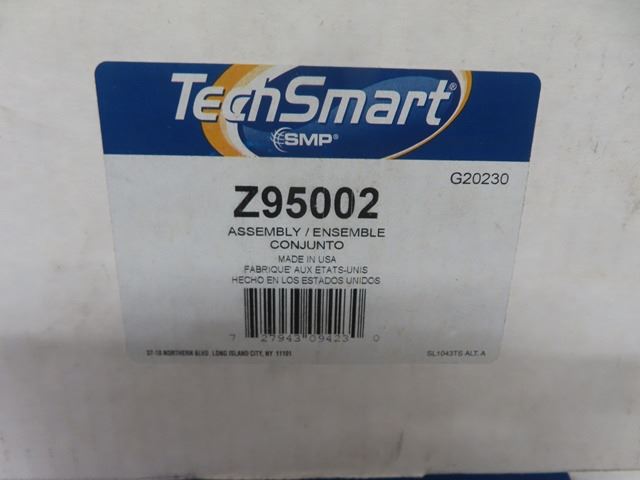 TechSmart®
SMP®
G20230
Z95002
ASSEMBLY / ENSEMBLE
CONJUNTO
MADE IN USA
FABRIQUE' AUX ETATS-UNIS
HECHO EN LOS ESTADOS UNIDOS
7 27943 09423 0
37-18 NORTHERN BLVD. LONG ISLAND CITY, NY 11101
SL1043TS ALT. A